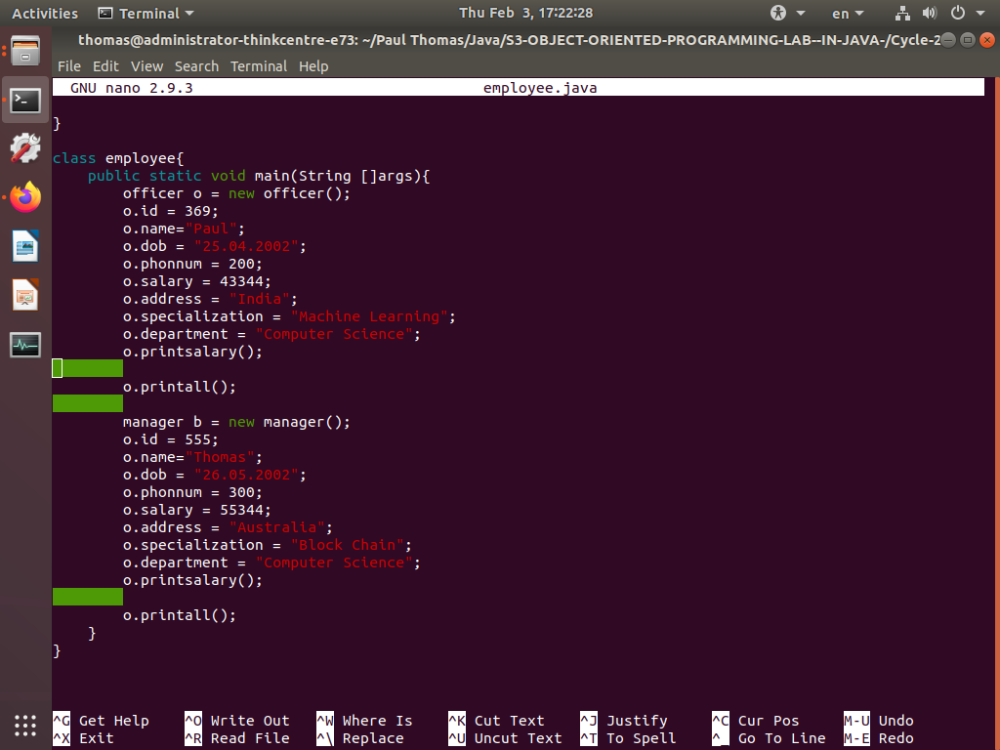 Activities Terminal Thu Feb 3, 17:22:28 en
thomas@administrator-thinkcentre-e73: ~/Paul Thomas/Java/S3-OBJECT-ORIENTED-PROGRAMMING-LAB--IN-JAVA-/Cycle-2
File Edit View Search Terminal Help
GNU nano 2.9.3 employee.java
}
class employee{
    public static void main(String []args){
        officer o = new officer();
        o.id = 369;
        o.name="Paul";
        o.dob = "25.04.2002";
        o.phonnum = 200;
        o.salary = 43344;
        o.address = "India";
        o.specialization = "Machine Learning";
        o.department = "Computer Science";
        o.printsalary();
        o.printall();
        manager b = new manager();
        o.id = 555;
        o.name="Thomas";
        o.dob = "26.05.2002";
        o.phonnum = 300;
        o.salary = 55344;
        o.address = "Australia";
        o.specialization = "Block Chain";
        o.department = "Computer Science";
        o.printsalary();
        o.printall();
    }
}
^G Get Help ^O Write Out ^W Where Is ^K Cut Text ^J Justify ^C Cur Pos M-U Undo
^X Exit ^R Read File ^\ Replace ^U Uncut Text ^T To Spell ^_ Go To Line M-E Redo